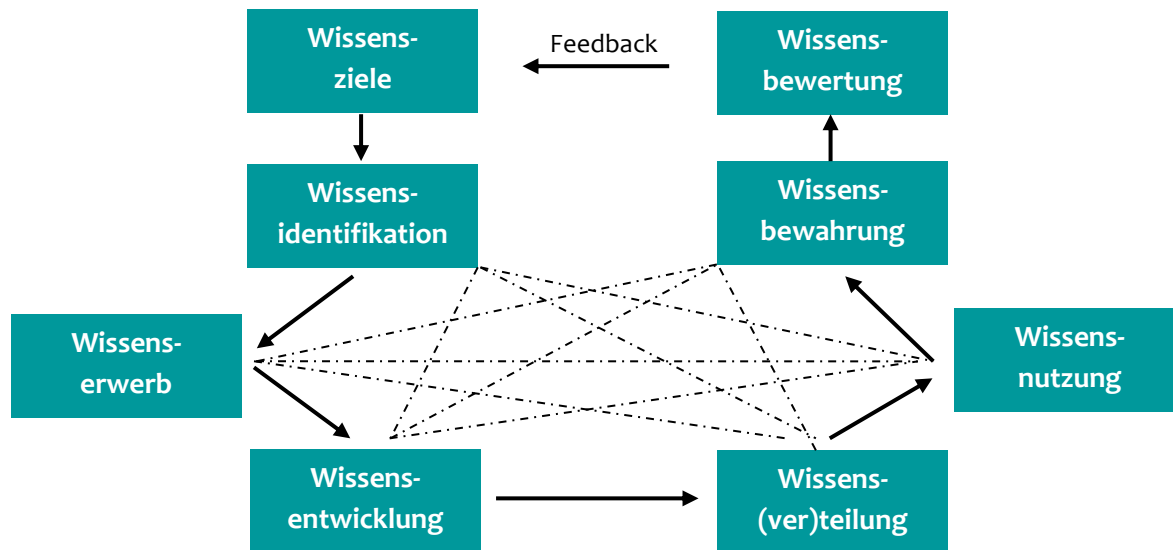 Wissens-
ziele
Feedback
Wissens-
bewertung
Wissens-
identifikation
Wissens-
bewahrung
Wissens-
erwerb
Wissens-
nutzung
Wissens-
entwicklung
Wissens-
(ver)teilung